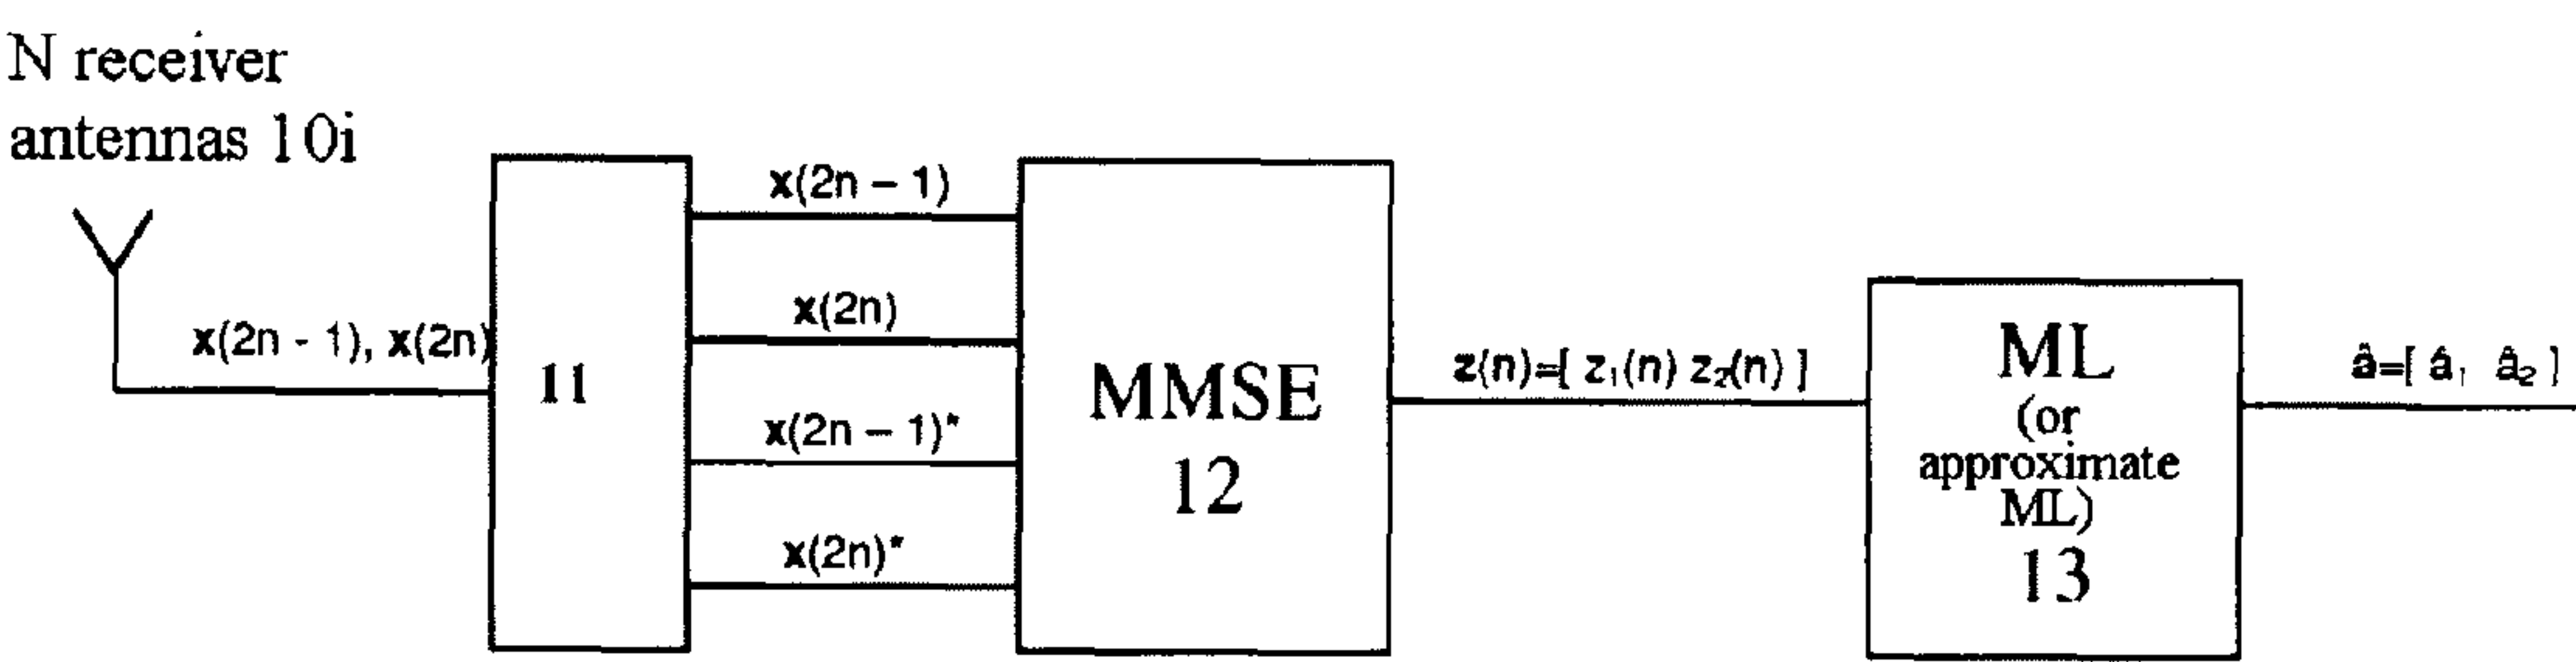 N receiver
antennas 10i
x(2n - 1), x(2n)
11
x(2n – 1)
x(2n)
x(2n – 1)*
x(2n)*
MMSE
12
z(n)=[ z₁(n) z₂(n) ]
ML
(or
approximate
ML)
13
â=[ â₁ â₂ ]